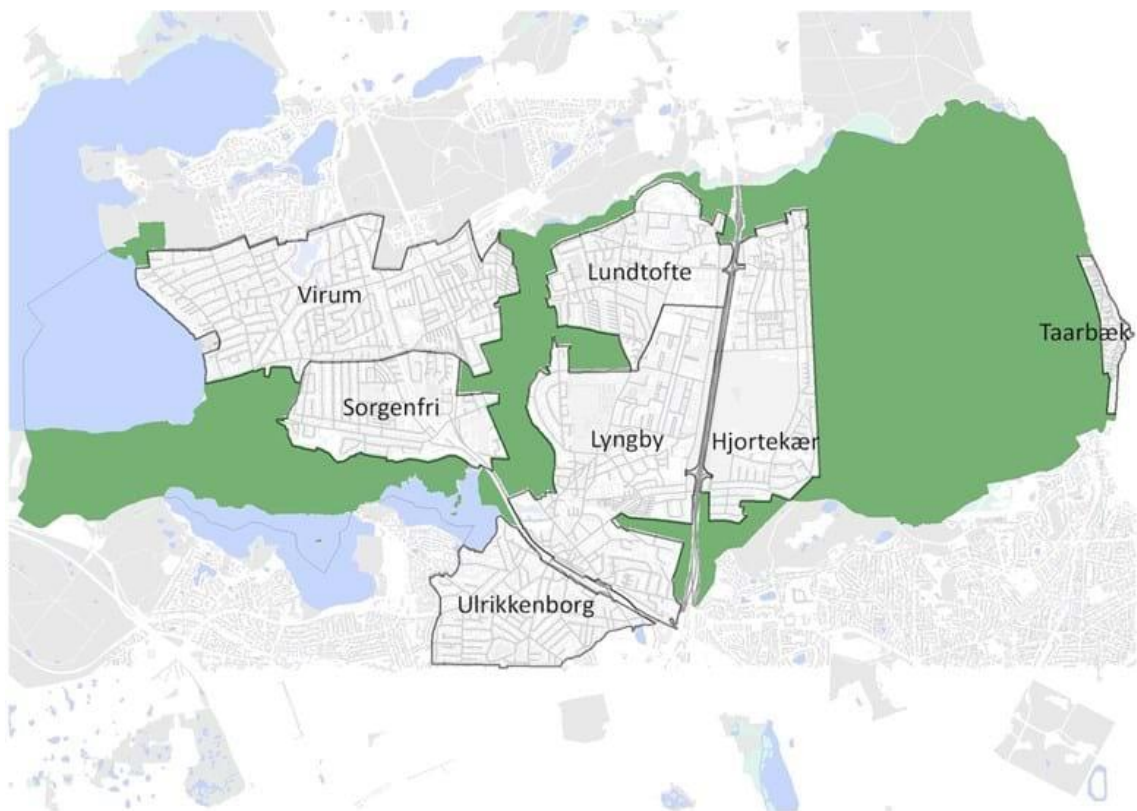 Lundtofte
Virum
Taarbæk
Sorgenfri
Lyngby
Hjortekær
Ulrikkenborg